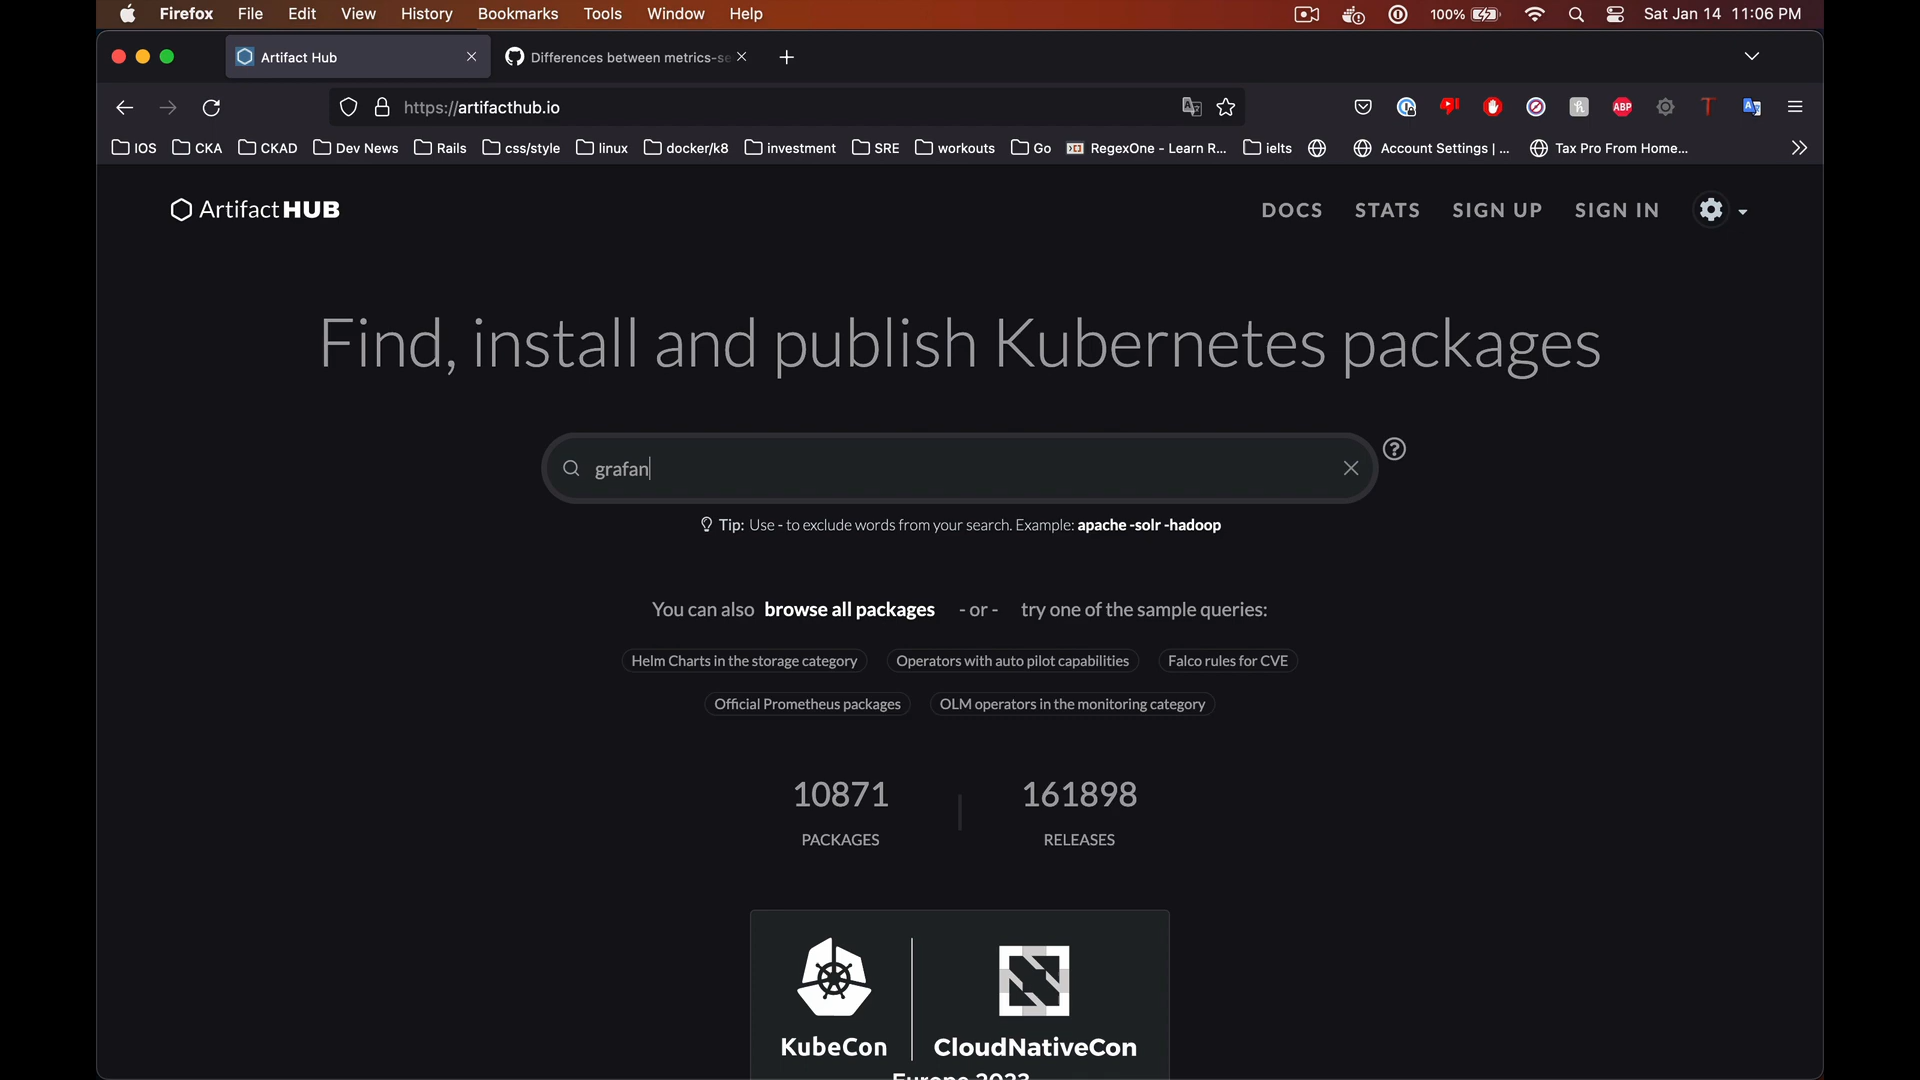 Firefox File Edit View History Bookmarks Tools Window Help 100% Sat Jan 14 11:06 PM
Artifact Hub Differences between metrics-se
https://artifacthub.io
IOS CKA CKAD Dev News Rails css/style linux docker/k8 investment SRE workouts Go RegexOne - Learn R... ielts Account Settings | ... Tax Pro From Home...
ArtifactHUB DOCS STATS SIGN UP SIGN IN
Find, install and publish Kubernetes packages
grafan
Tip: Use - to exclude words from your search. Example: apache -solr -hadoop
You can also browse all packages - or - try one of the sample queries:
Helm Charts in the storage category Operators with auto pilot capabilities Falco rules for CVE
Official Prometheus packages OLM operators in the monitoring category
10871 161898
PACKAGES RELEASES
KubeCon CloudNativeCon
Europe 2023